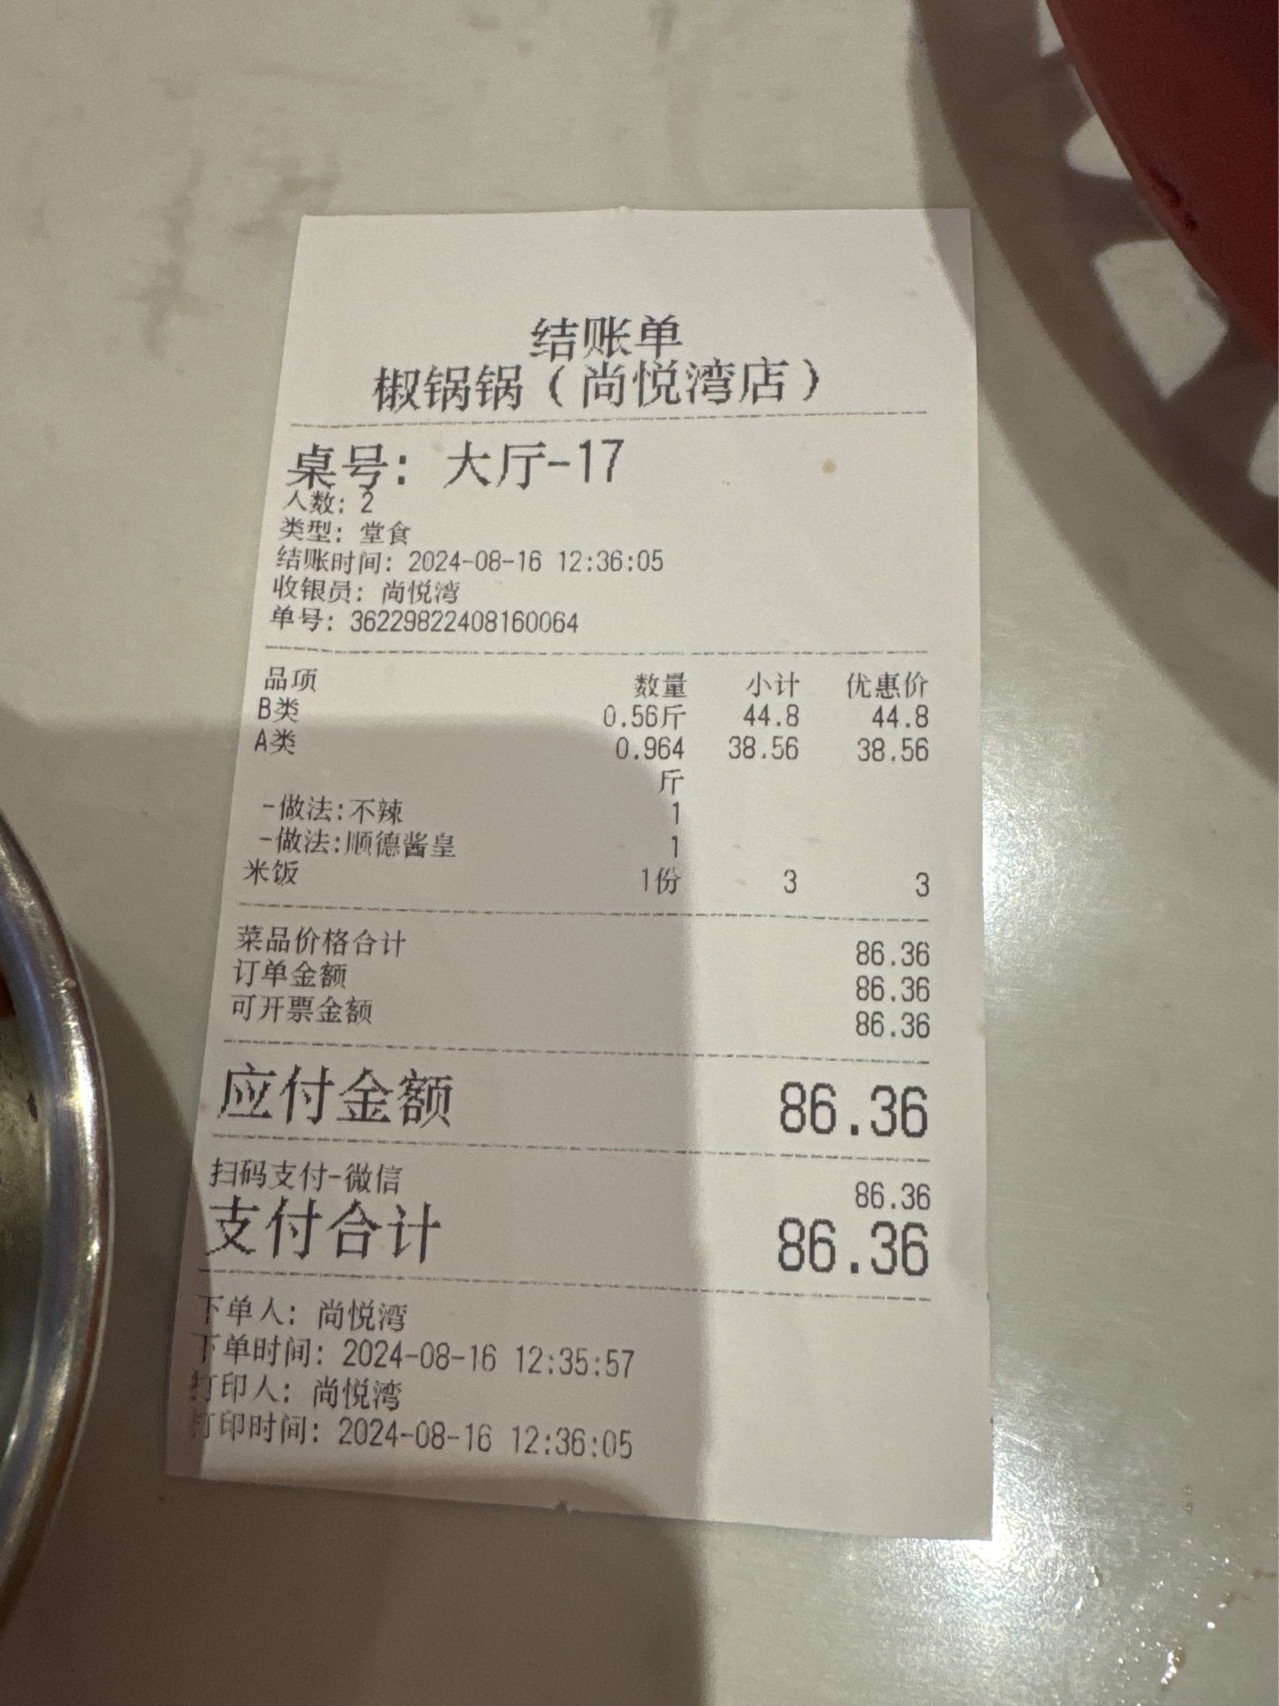 结账单
椒锅锅（尚悦湾店）
桌号: 大厅-17
人数: 2
类型: 堂食
结账时间: 2024-08-16 12:36:05
收银员: 尚悦湾
单号: 36229822408160064
品项 数量 小计 优惠价
B类 0.56斤 44.8 44.8
A类 0.964 38.56 38.56
斤
-做法:不辣 1
-做法:顺德酱皇 1
米饭 1份 3 3
菜品价格合计 86.36
订单金额 86.36
可开票金额 86.36
应付金额 86.36
扫码支付-微信 86.36
支付合计 86.36
下单人: 尚悦湾
下单时间: 2024-08-16 12:35:57
打印人: 尚悦湾
打印时间: 2024-08-16 12:36:05